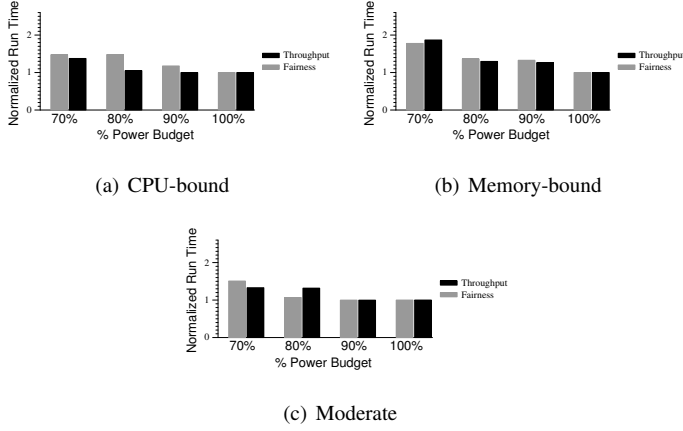 Normalized Run Time
2
1
0
70% 80% 90% 100%
% Power Budget
Throughput
Fairness
(a) CPU-bound
Normalized Run Time
2
1
0
70% 80% 90% 100%
% Power Budget
Throughput
Fairness
(b) Memory-bound
Normalized Run Time
2
1
0
70% 80% 90% 100%
% Power Budget
Throughput
Fairness
(c) Moderate